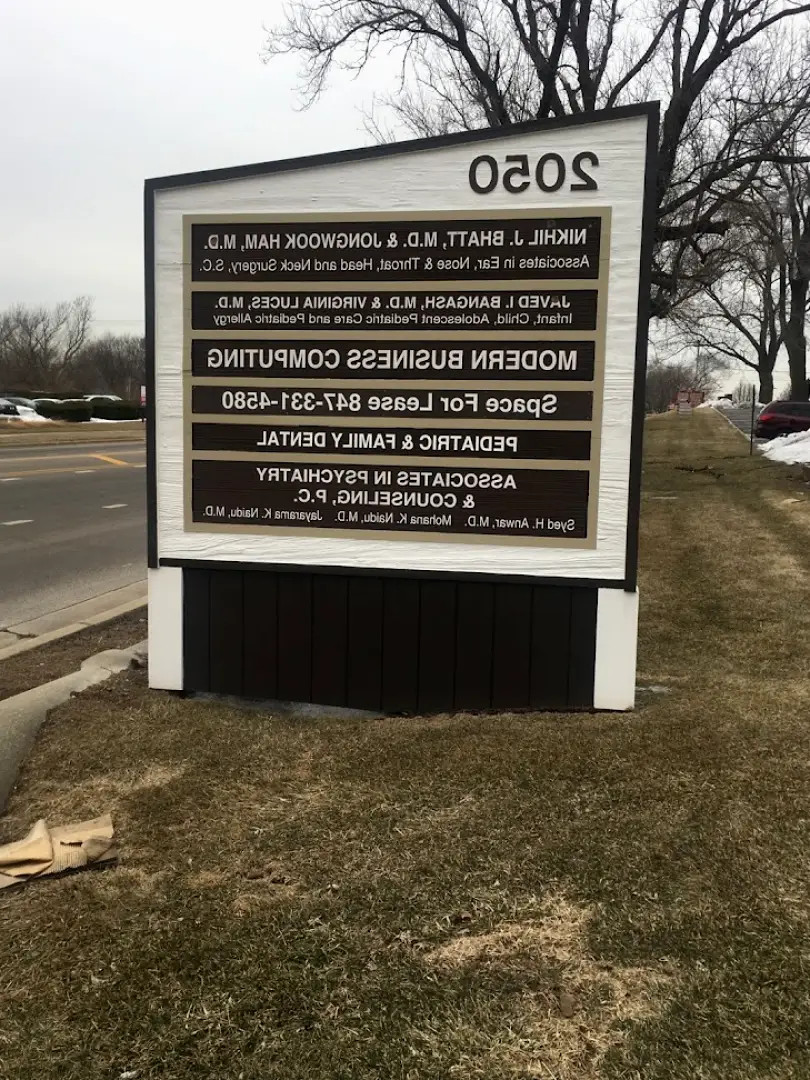 2050
NIKHIL J. BHATT, M.D. & JONGWOOK HAM, M.D.
Associates in Ear, Nose & Throat, Head and Neck Surgery, S.C.
JAVED I. BANGASH, M.D. & VIRGINIA LUCES, M.D.
Infant, Child, Adolescent Pediatric Care and Pediatric Allergy
MODERN BUSINESS COMPUTING
Space For Lease 847-331-4580
PEDIATRIC & FAMILY DENTAL
ASSOCIATES IN PSYCHIATRY
& COUNSELING, P.C.
Syed H. Anwar, M.D. Mohana K. Naidu, M.D. Jayarama K. Naidu, M.D.